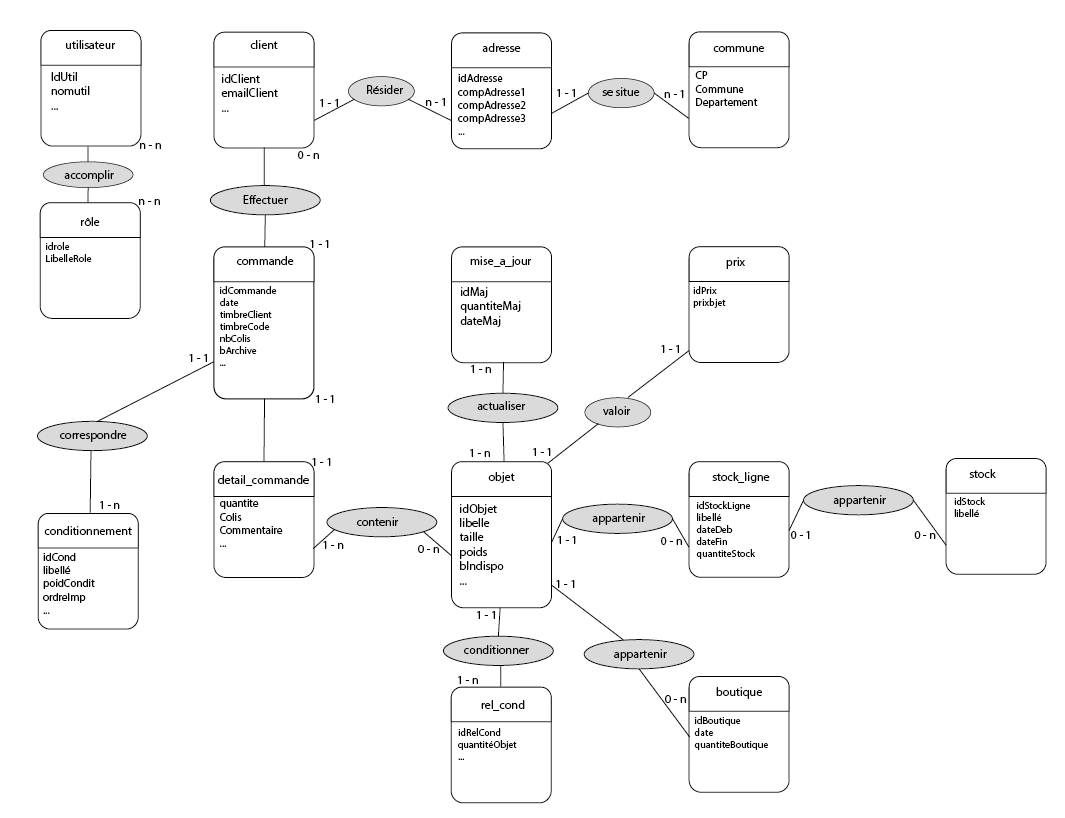 utilisateur
IdUtil
nomutil
...
n - n
accomplir
n - n
rôle
idrole
LibelleRole
client
idClient
emailClient
...
1 - 1
Résider
n - 1
adresse
idAdresse
compAdresse1
compAdresse2
compAdresse3
...
1 - 1
se situe
n - 1
commune
CP
Commune
Departement
0 - n
Effectuer
1 - 1
commande
idCommande
date
timbreClient
timbreCode
nbColis
bArchive
...
1 - 1
correspondre
1 - n
conditionnement
idCond
libellé
poidCondit
ordreImp
...
1 - 1
1 - 1
detail_commande
quantite
Colis
Commentaire
...
1 - n
contenir
0 - n
mise_a_jour
idMaj
quantiteMaj
dateMaj
1 - n
actualiser
1 - n
prix
idPrix
prixbjet
1 - 1
valoir
1 - 1
objet
idObjet
libelle
taille
poids
bIndispo
...
1 - 1
appartenir
0 - n
stock_ligne
idStockLigne
libellé
dateDeb
dateFin
quantiteStock
0 - 1
appartenir
0 - n
stock
idStock
libellé
1 - 1
conditionner
1 - n
rel_cond
idRelCond
quantitéObjet
...
1 - 1
appartenir
0 - n
boutique
idBoutique
date
quantiteBoutique